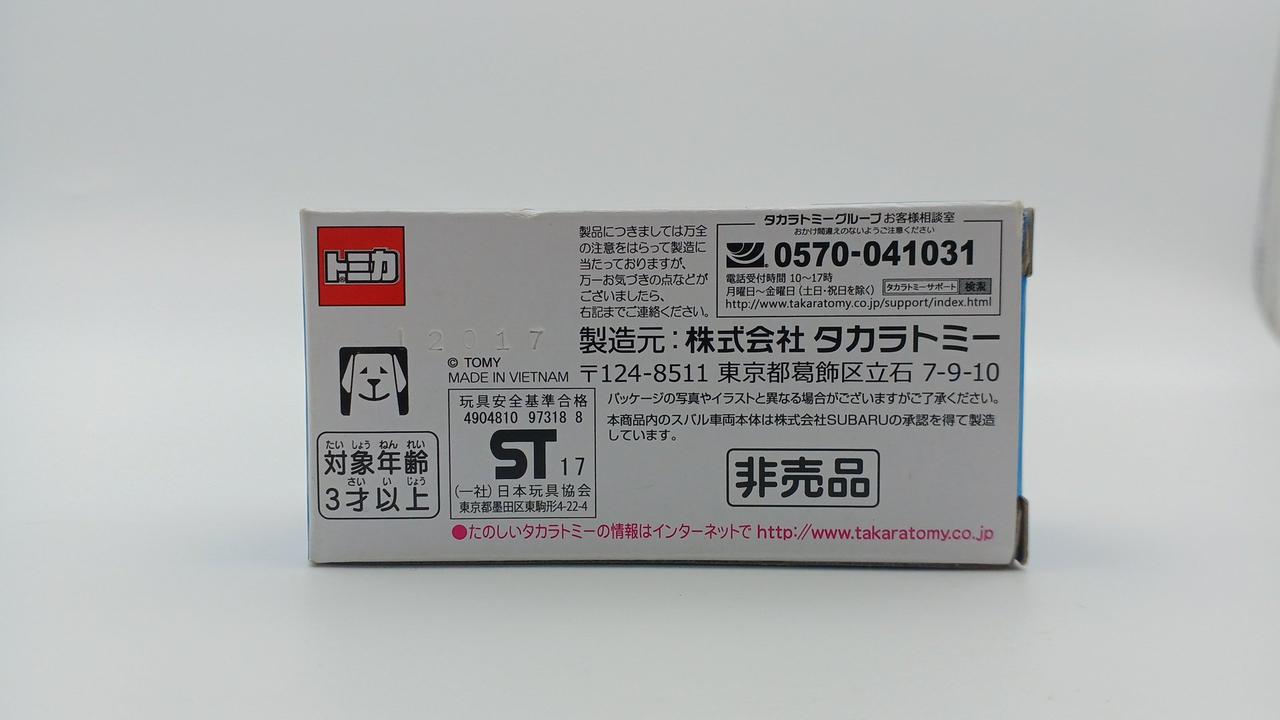 トミカ
製品につきましては万全
の注意をはらって製造に
当たっておりますが、
万一お気づきの点などが
ございましたら、
右記までご連絡ください。
タカラトミーグループ お客様相談室
おかけ間違えのないようご注意ください
0570-041031
電話受付時間 10〜17時
月曜日〜金曜日 (土日・祝日を除く) タカラトミーサポート 検索
http://www.takaratomy.co.jp/support/index.html
12017
製造元：株式会社 タカラトミー
〒124-8511 東京都葛飾区立石 7-9-10
© TOMY
MADE IN VIETNAM
パッケージの写真やイラストと異なる場合がございますがご了承ください。
本商品内のスバル車両本体は株式会社SUBARUの承認を得て製造
しています。
玩具安全基準合格
4904810 97318 8
ST 17
(一社) 日本玩具協会
東京都墨田区東駒形4-22-4
たい しょう ねん れい
対象年齢
さい い じょう
3才以上
非売品
●たのしいタカラトミーの情報はインターネットで http://www.takaratomy.co.jp